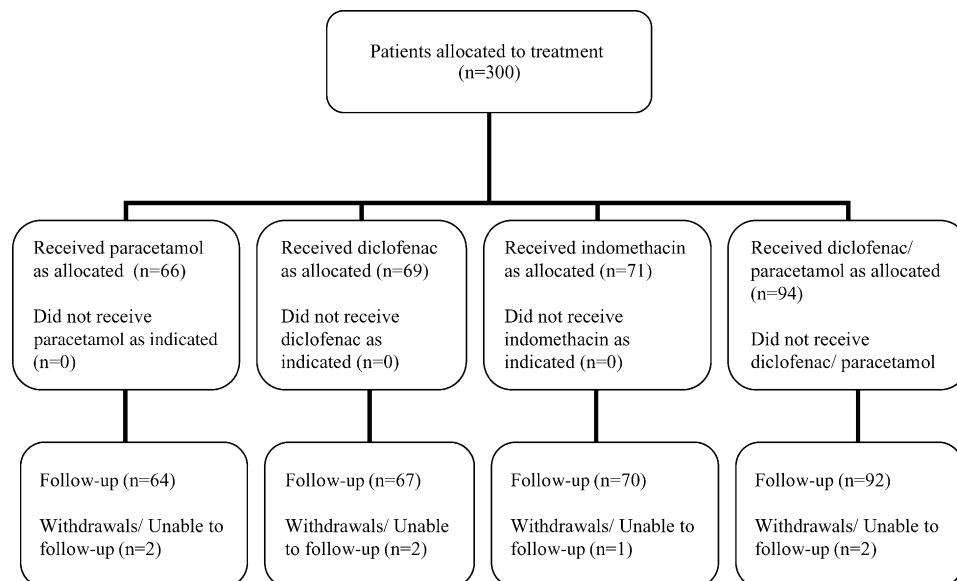 Patients allocated to treatment
(n=300)
Received paracetamol
as allocated (n=66)
Did not receive
paracetamol as indicated
(n=0)
Received diclofenac
as allocated (n=69)
Did not receive
diclofenac as
indicated (n=0)
Received indomethacin
as allocated (n=71)
Did not receive
indomethacin as
indicated (n=0)
Received diclofenac/
paracetamol as allocated
(n=94)
Did not receive
diclofenac/ paracetamol
Follow-up (n=64)
Withdrawals/ Unable to
follow-up (n=2)
Follow-up (n=67)
Withdrawals/ Unable
to follow-up (n=2)
Follow-up (n=70)
Withdrawals/ Unable to
follow-up (n=1)
Follow-up (n=92)
Withdrawals/ Unable to
follow-up (n=2)